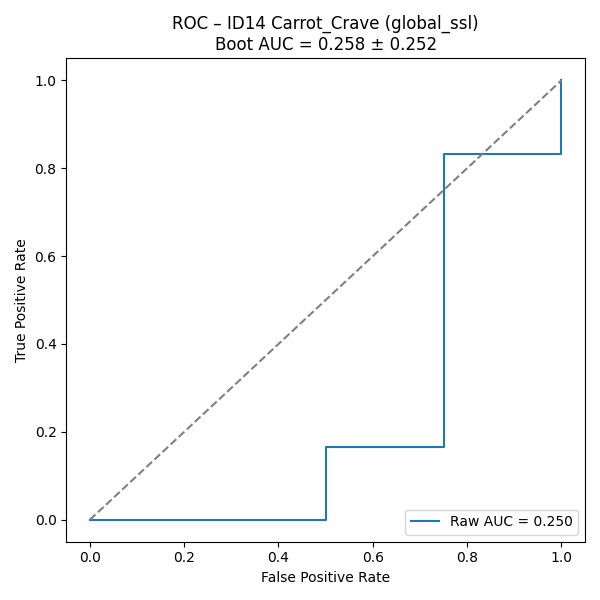 ROC – ID14 Carrot_Crave (global_ssl)
Boot AUC = 0.258 ± 0.252
True Positive Rate
1.0
0.8
0.6
0.4
0.2
0.0
Raw AUC = 0.250
0.0 0.2 0.4 0.6 0.8 1.0
False Positive Rate